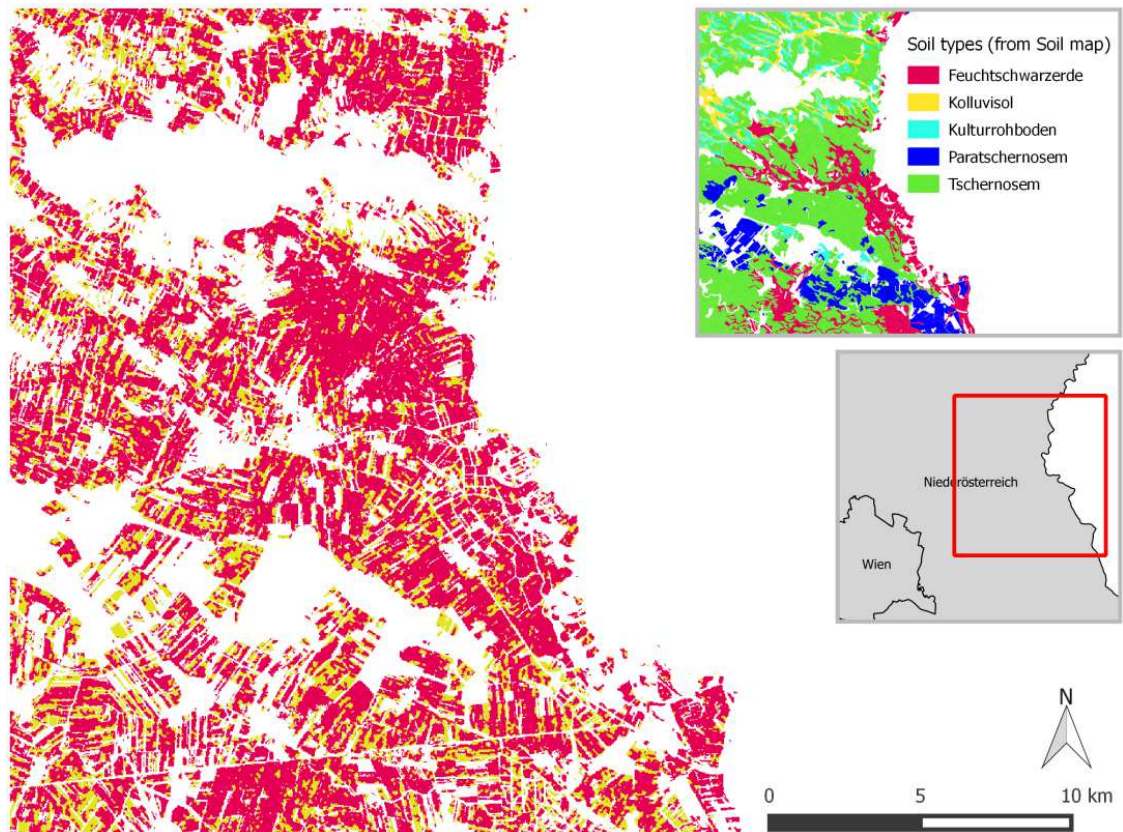 Soil types (from Soil map)
Feuchtschwarzerde
Kolluvisol
Kulturrohboden
Paratschernosem
Tschernosem
Niederösterreich
Wien
N
0 5 10 km